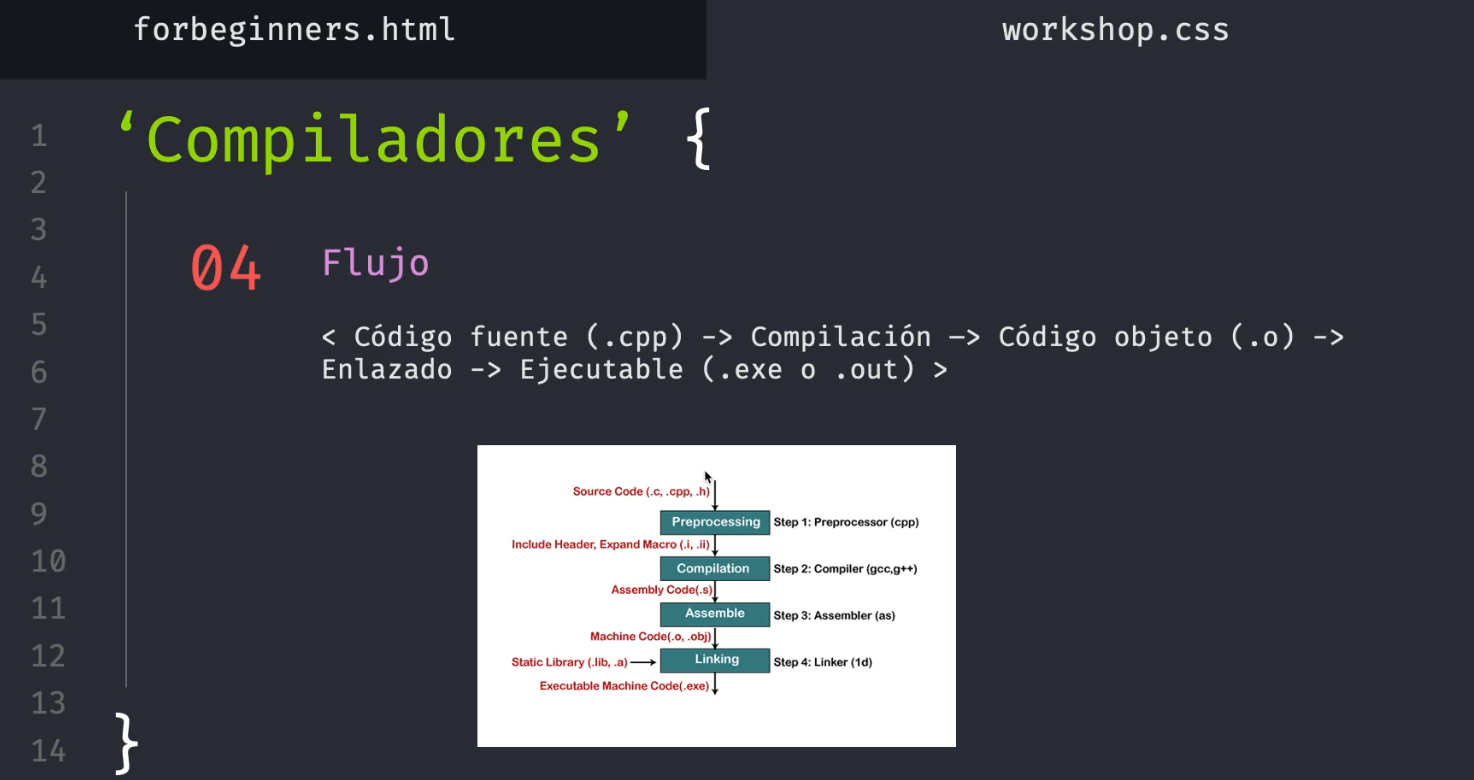 forbeginners.html
workshop.css
1 ‘Compiladores’ {
2
3
4 04 Flujo
5 < Código fuente (.cpp) -> Compilación —> Código objeto (.o) ->
6 Enlazado -> Ejecutable (.exe o .out) >
7
8
9
10
11
12
13
14 }
Source Code (.c, .cpp, .h)
Preprocessing Step 1: Preprocessor (cpp)
Include Header, Expand Macro (.i, .ii)
Compilation Step 2: Compiler (gcc,g++)
Assembly Code(.s)
Assemble Step 3: Assembler (as)
Machine Code(.o, .obj)
Static Library (.lib, .a) Linking Step 4: Linker (1d)
Executable Machine Code(.exe)